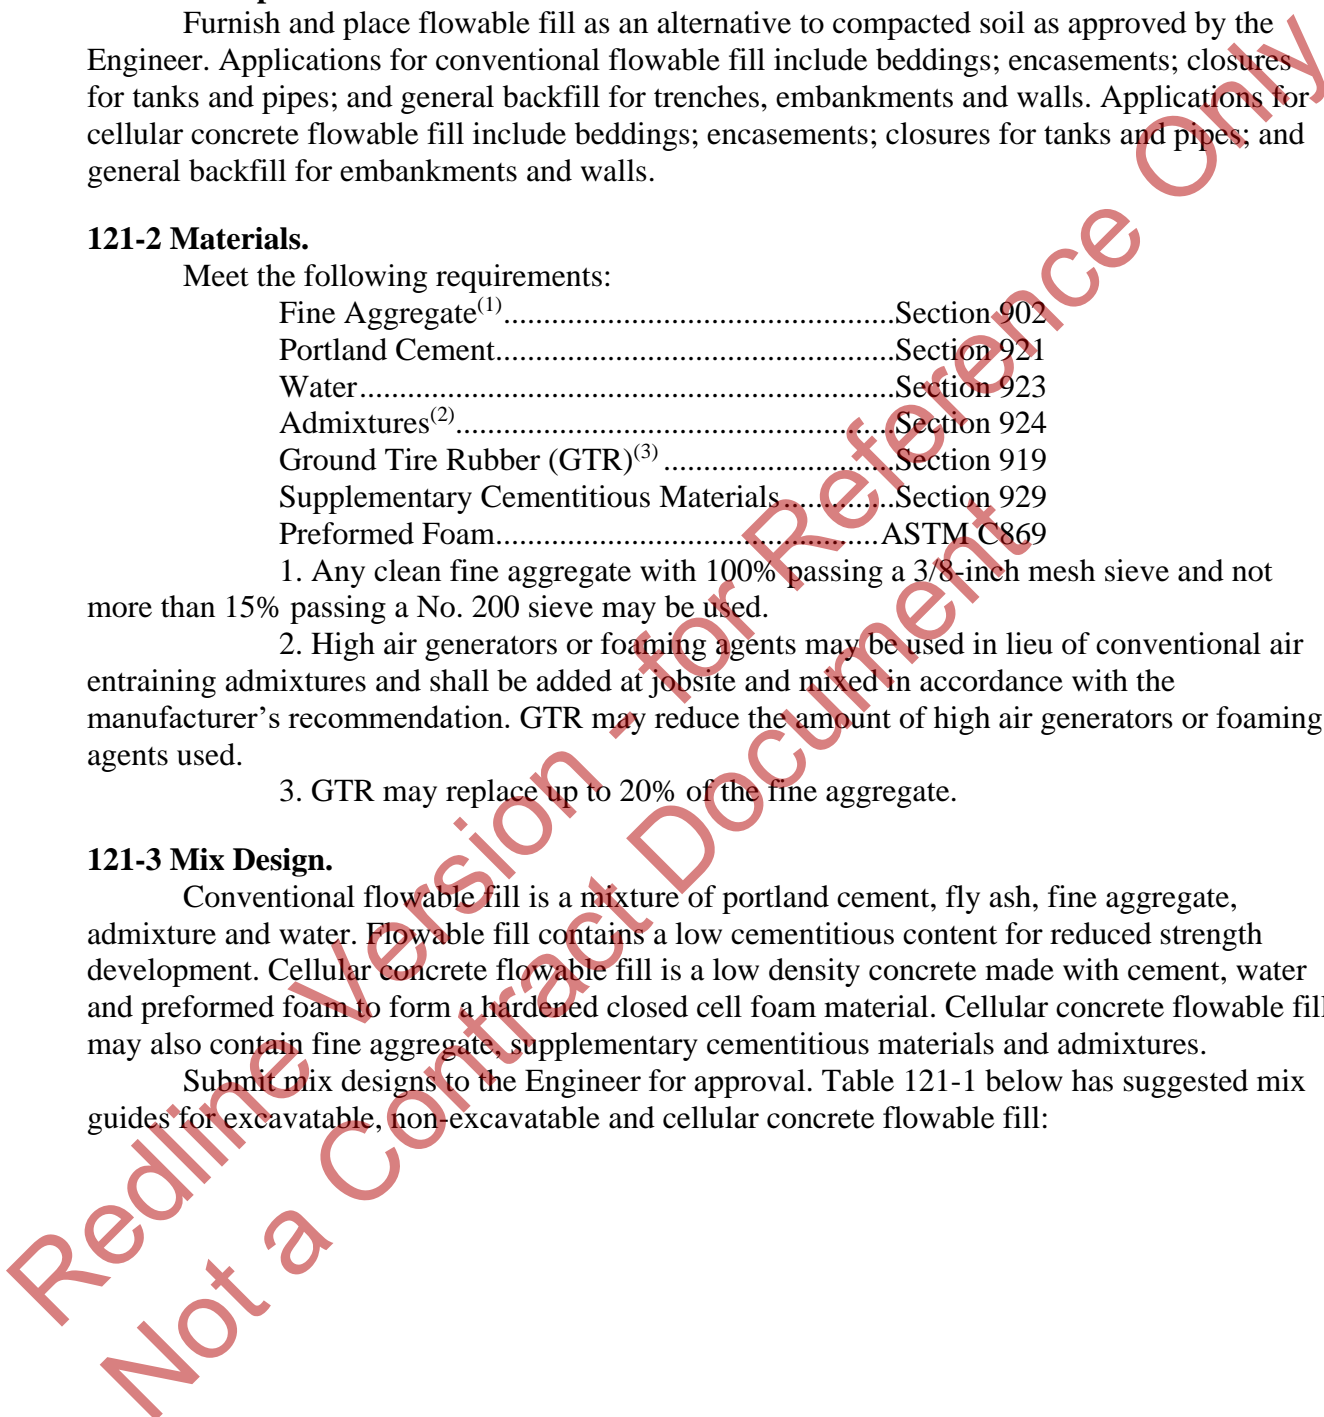 Furnish and place flowable fill as an alternative to compacted soil as approved by the
Engineer. Applications for conventional flowable fill include beddings; encasements; closures
for tanks and pipes; and general backfill for trenches, embankments and walls. Applications for
cellular concrete flowable fill include beddings; encasements; closures for tanks and pipes; and
general backfill for embankments and walls.
121-2 Materials.
Meet the following requirements:
Fine Aggregate(1).................................................Section 902
Portland Cement..................................................Section 921
Water...................................................................Section 923
Admixtures(2).......................................................Section 924
Ground Tire Rubber (GTR)(3) .............................Section 919
Supplementary Cementitious Materials..............Section 929
Preformed Foam................................................ASTM C869
1. Any clean fine aggregate with 100% passing a 3/8-inch mesh sieve and not
more than 15% passing a No. 200 sieve may be used.
2. High air generators or foaming agents may be used in lieu of conventional air
entraining admixtures and shall be added at jobsite and mixed in accordance with the
manufacturer’s recommendation. GTR may reduce the amount of high air generators or foaming
agents used.
3. GTR may replace up to 20% of the fine aggregate.
121-3 Mix Design.
Conventional flowable fill is a mixture of portland cement, fly ash, fine aggregate,
admixture and water. Flowable fill contains a low cementitious content for reduced strength
development. Cellular concrete flowable fill is a low density concrete made with cement, water
and preformed foam to form a hardened closed cell foam material. Cellular concrete flowable fill
may also contain fine aggregate, supplementary cementitious materials and admixtures.
Submit mix designs to the Engineer for approval. Table 121-1 below has suggested mix
guides for excavatable, non-excavatable and cellular concrete flowable fill:
Redline Version - for Reference Only
Not a Contract Document